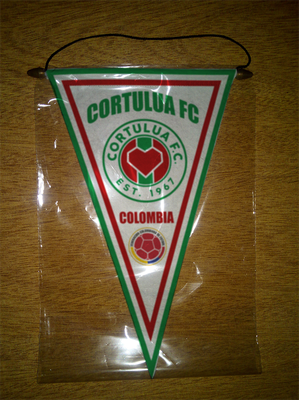 CORTULUA FC
CORTULUA F.C.
EST. 1967
COLOMBIA